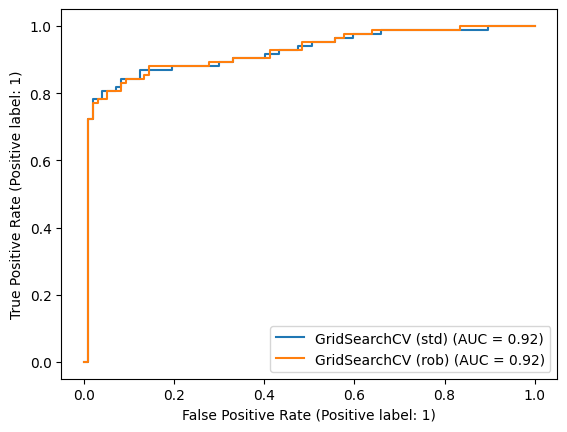 1.0
0.8
0.6
0.4
0.2
0.0
True Positive Rate (Positive label: 1)
GridSearchCV (std) (AUC = 0.92)
GridSearchCV (rob) (AUC = 0.92)
0.0 0.2 0.4 0.6 0.8 1.0
False Positive Rate (Positive label: 1)